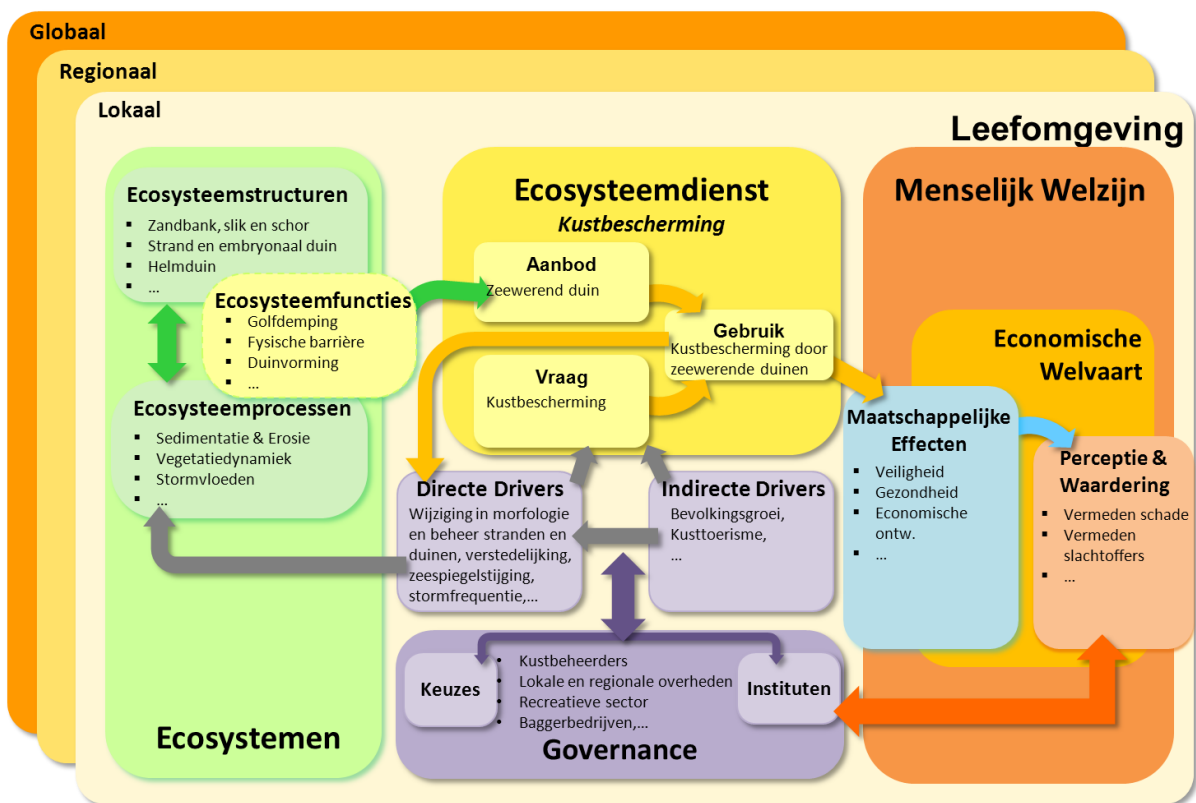 Globaal
Regionaal
Lokaal
Leefomgeving
Ecosysteemstructuren
▪ Zandbank, slik en schor
▪ Strand en embryonaal duin
▪ Helmduin
▪ …
Ecosysteemfuncties
▪ Golfdemping
▪ Fysische barrière
▪ Duinvorming
▪ …
Ecosysteemprocessen
▪ Sedimentatie & Erosie
▪ Vegetatiedynamiek
▪ Stormvloeden
▪ …
Ecosystemen
Ecosysteemdienst
Kustbescherming
Aanbod
Zeewerend duin
Vraag
Kustbescherming
Gebruik
Kustbescherming door
zeewerende duinen
Directe Drivers
Wijziging in morfologie
en beheer stranden en
duinen, verstedelijking,
zeespiegelstijging,
stormfrequentie,…
Indirecte Drivers
Bevolkingsgroei,
Kusttoerisme,
…
Keuzes
• Kustbeheerders
• Lokale en regionale overheden
• Recreatieve sector
• Baggerbedrijven,…
Instituten
Governance
Menselijk Welzijn
Economische
Welvaart
Maatschappelijke
Effecten
▪ Veiligheid
▪ Gezondheid
▪ Economische
ontw.
▪ …
Perceptie &
Waardering
▪ Vermeden schade
▪ Vermeden
slachtoffers
▪ …